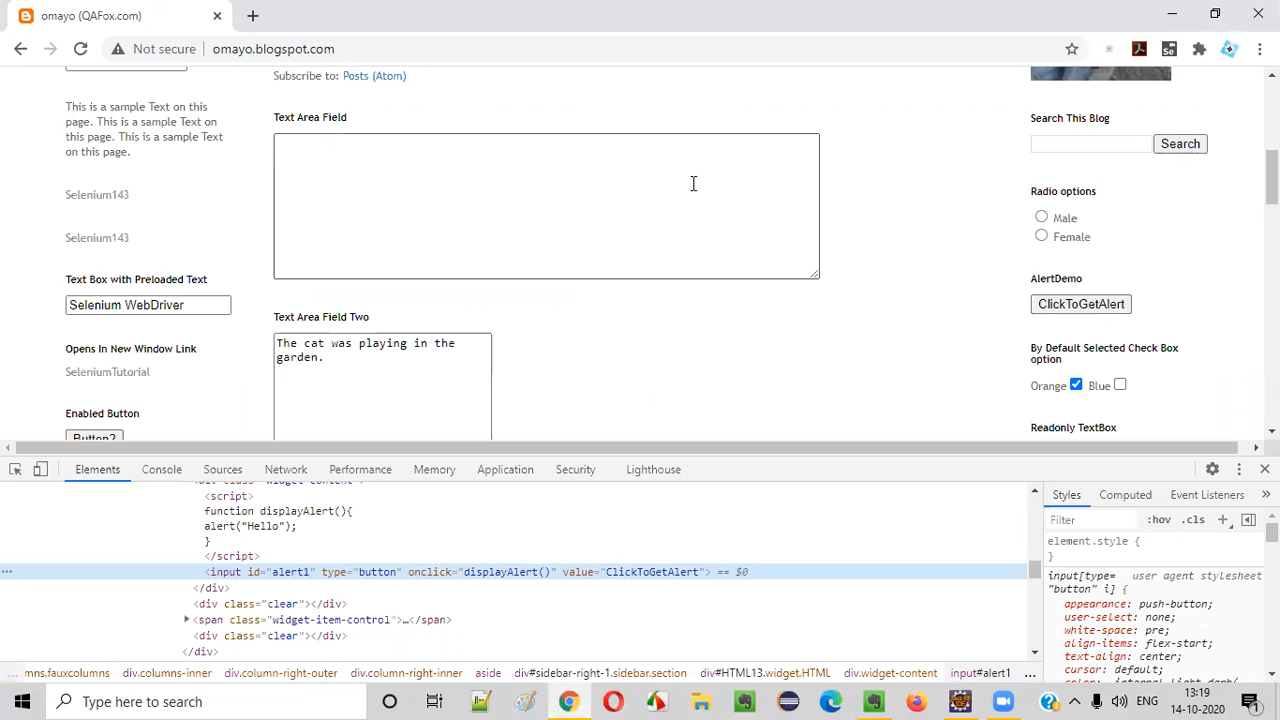 omayo (QAFox.com)
Not secure
omayo.blogspot.com
Subscribe to: Posts (Atom)
This is a sample Text on this
page. This is a sample Text on
this page. This is a sample Text
on this page.
Selenium143
Selenium143
Text Box with Preloaded Text
Selenium WebDriver
Opens In New Window Link
SeleniumTutorial
Enabled Button
Button2
Text Area Field
Text Area Field Two
The cat was playing in the
garden.
Search This Blog
Search
Radio options
Male
Female
AlertDemo
ClickToGetAlert
By Default Selected Check Box
option
Orange Blue
Readonly TextBox
Elements Console Sources Network Performance Memory Application Security Lighthouse
<div class="widget-content">
<script>
function displayAlert(){
alert("Hello");
}
</script>
<input id="alert1" type="button" onclick="displayAlert()" value="ClickToGetAlert"> == $0
</div>
<div class="clear"></div>
<span class="widget-item-control">…</span>
<div class="clear"></div>
</div>
mns.fauxcolumns div.columns-inner div.column-right-outer aside div#sidebar-right-1.sidebar.section div#HTML13.widget.HTML div.widget-content input#alert1 ...
Styles Computed Event Listeners »
Filter :hov .cls +
element.style {
}
input[type= user agent stylesheet
"button" i] {
appearance: push-button;
user-select: none;
white-space: pre;
align-items: flex-start;
text-align: center;
cursor: default;
Type here to search
ENG
13:19
14-10-2020
1